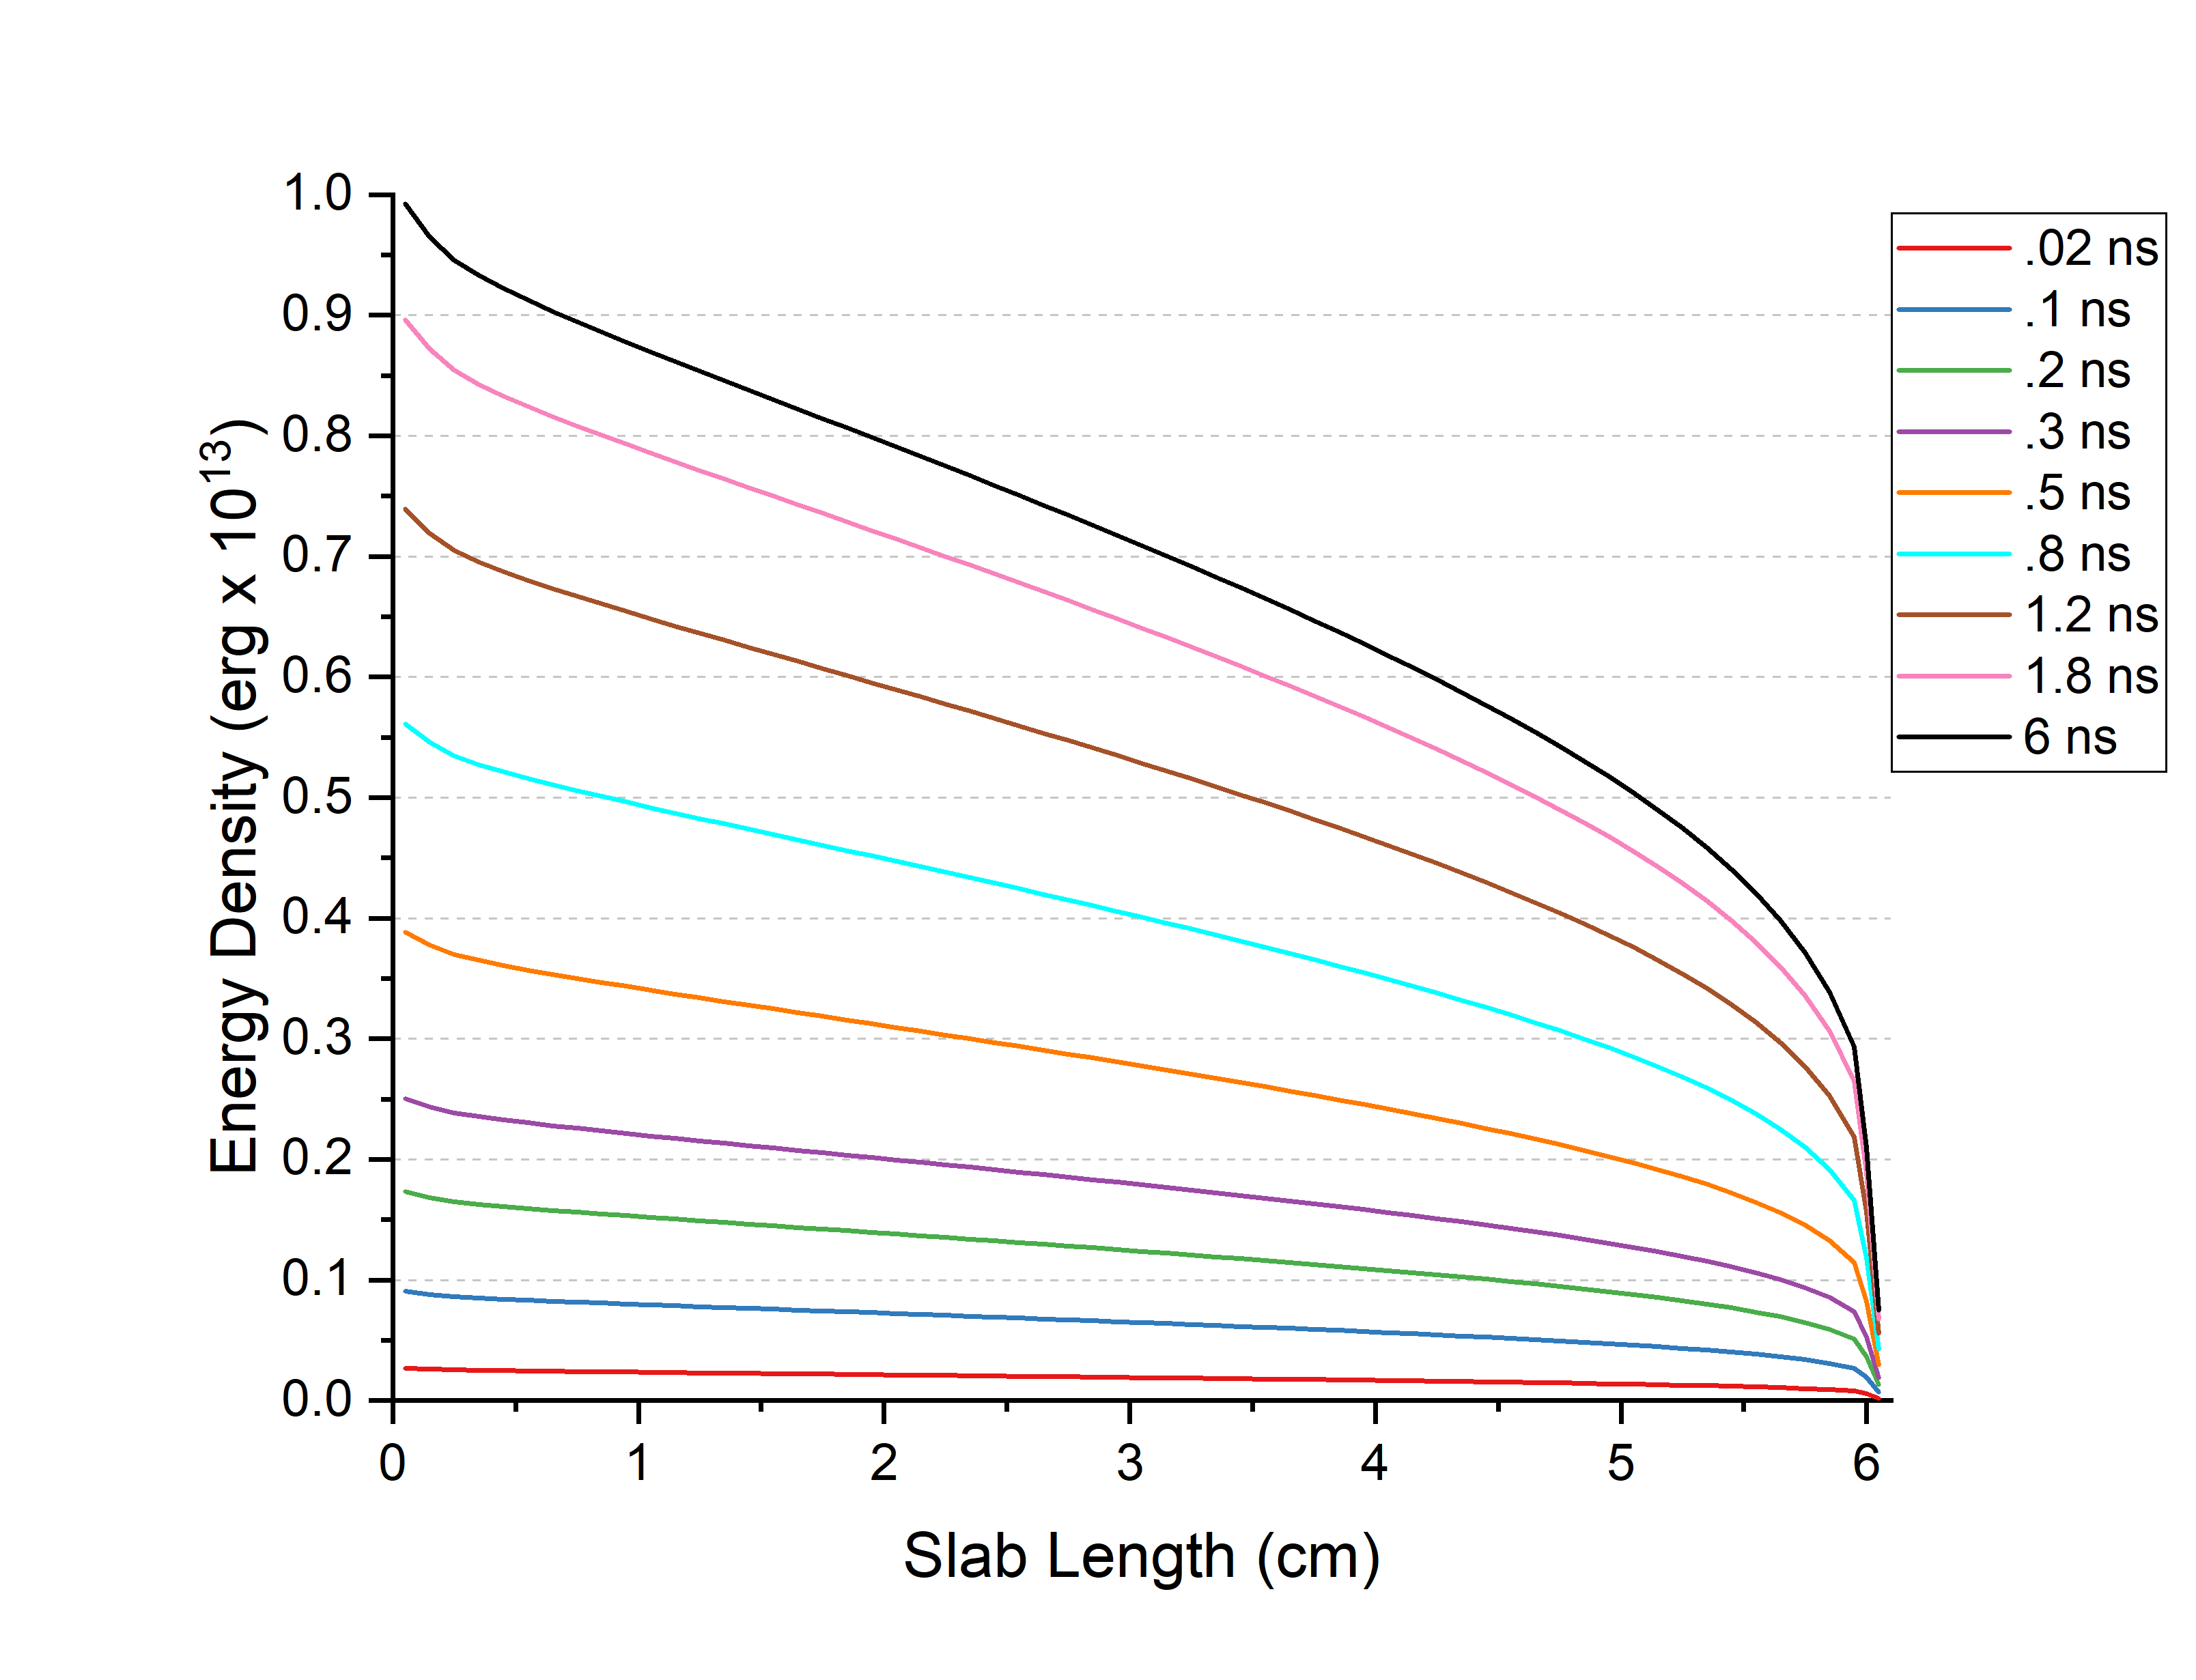 1.0
0.9
0.8
0.7
0.6
0.5
0.4
0.3
0.2
0.1
0.0
Energy Density (erg x 10¹³)
0 1 2 3 4 5 6
Slab Length (cm)
.02 ns
.1 ns
.2 ns
.3 ns
.5 ns
.8 ns
1.2 ns
1.8 ns
6 ns